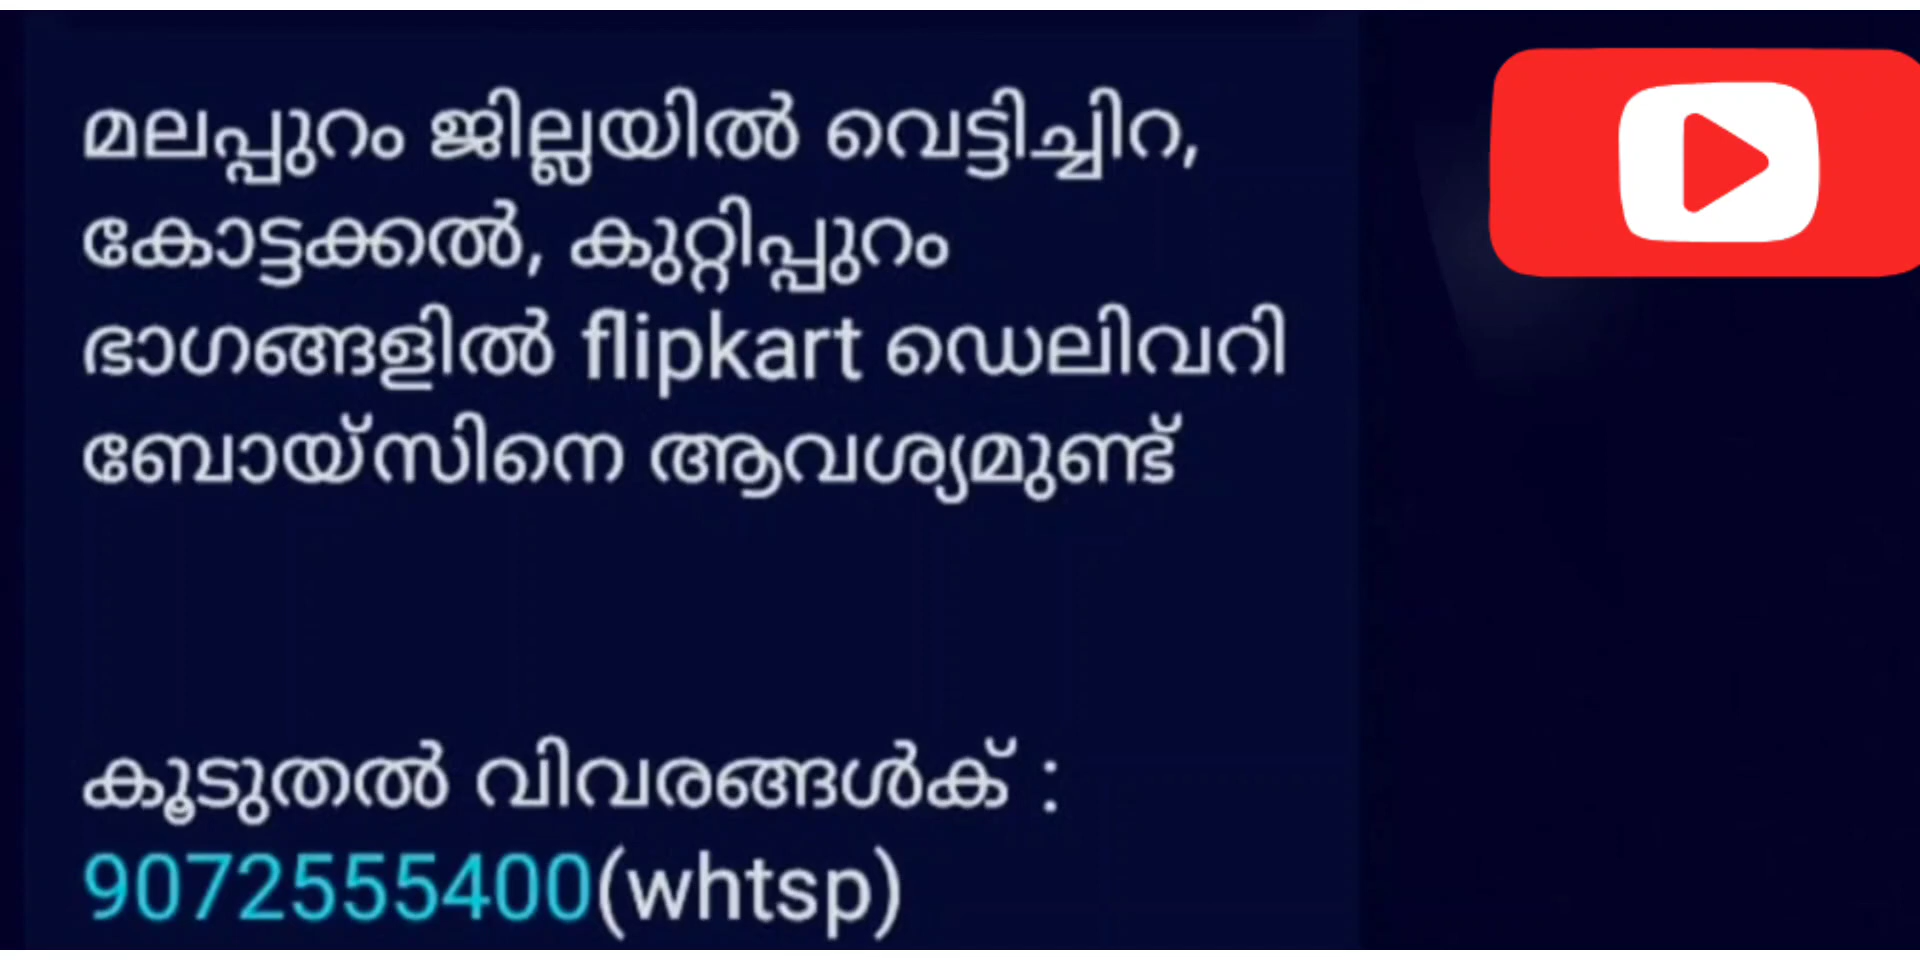 മലപ്പുറം ജില്ലയിൽ വെട്ടിച്ചിറ,
കോട്ടക്കൽ, കുറ്റിപ്പുറം
ഭാഗങ്ങളിൽ flipkart ഡെലിവറി
ബോയ്സിനെ ആവശ്യമുണ്ട്
കൂടുതൽ വിവരങ്ങൾക് :
9072555400(whtsp)